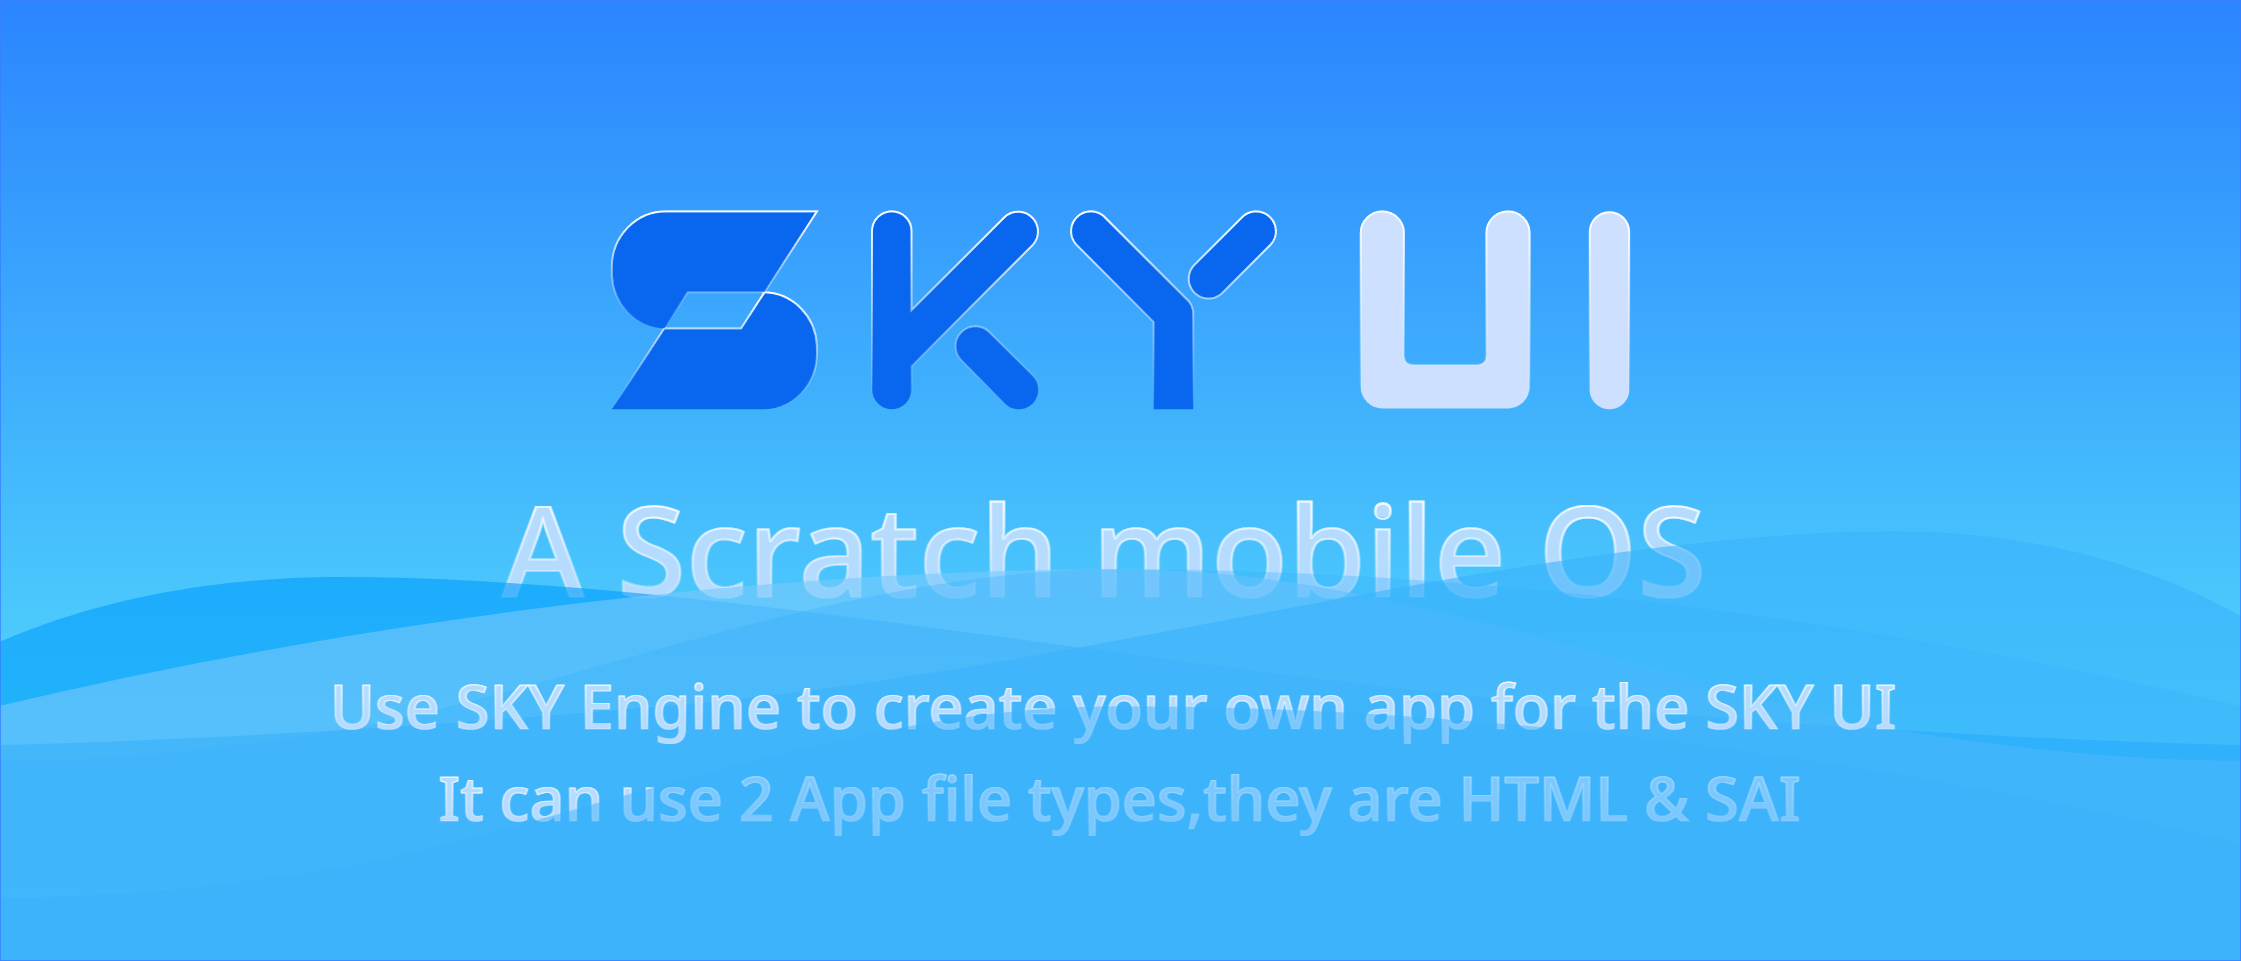 SKY UI
A Scratch mobile OS
Use SKY Engine to create your own app for the SKY UI
It can use 2 App file types,they are HTML & SAI